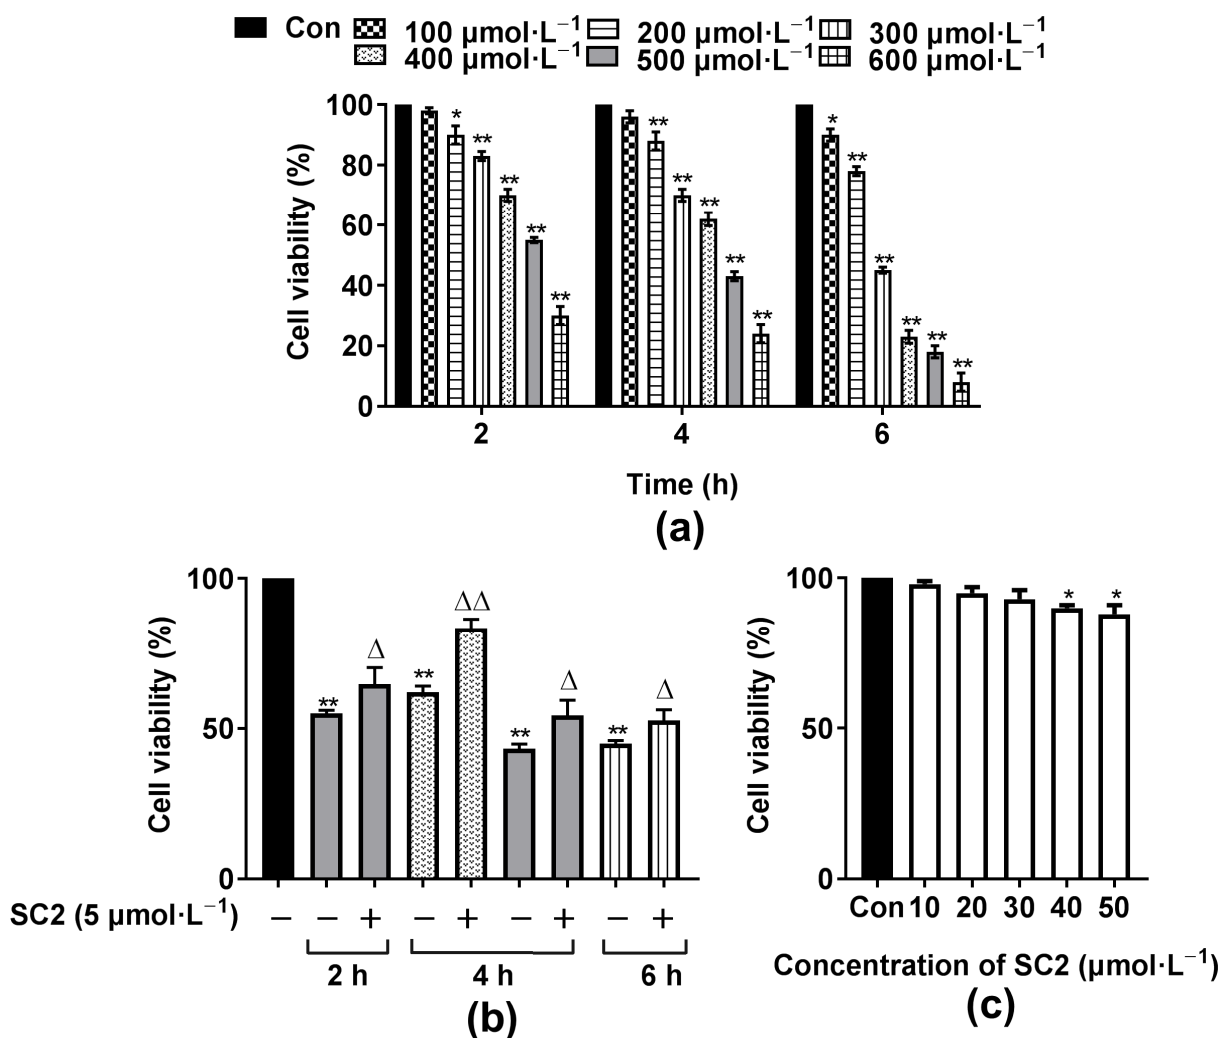 Con 100 μmol·L⁻¹ 200 μmol·L⁻¹ 300 μmol·L⁻¹
400 μmol·L⁻¹ 500 μmol·L⁻¹ 600 μmol·L⁻¹
Cell viability (%)
100
80
60
40
20
0
* ** ** ** **
** ** ** ** **
* ** ** ** ** **
2 4 6
Time (h)
(a)
Cell viability (%)
100
50
0
** Δ ** ΔΔ ** Δ ** Δ
SC2 (5 μmol·L⁻¹) − − + − + − + − +
2 h 4 h 6 h
(b)
Cell viability (%)
100
50
0
* *
Con 10 20 30 40 50
Concentration of SC2 (μmol·L⁻¹)
(c)